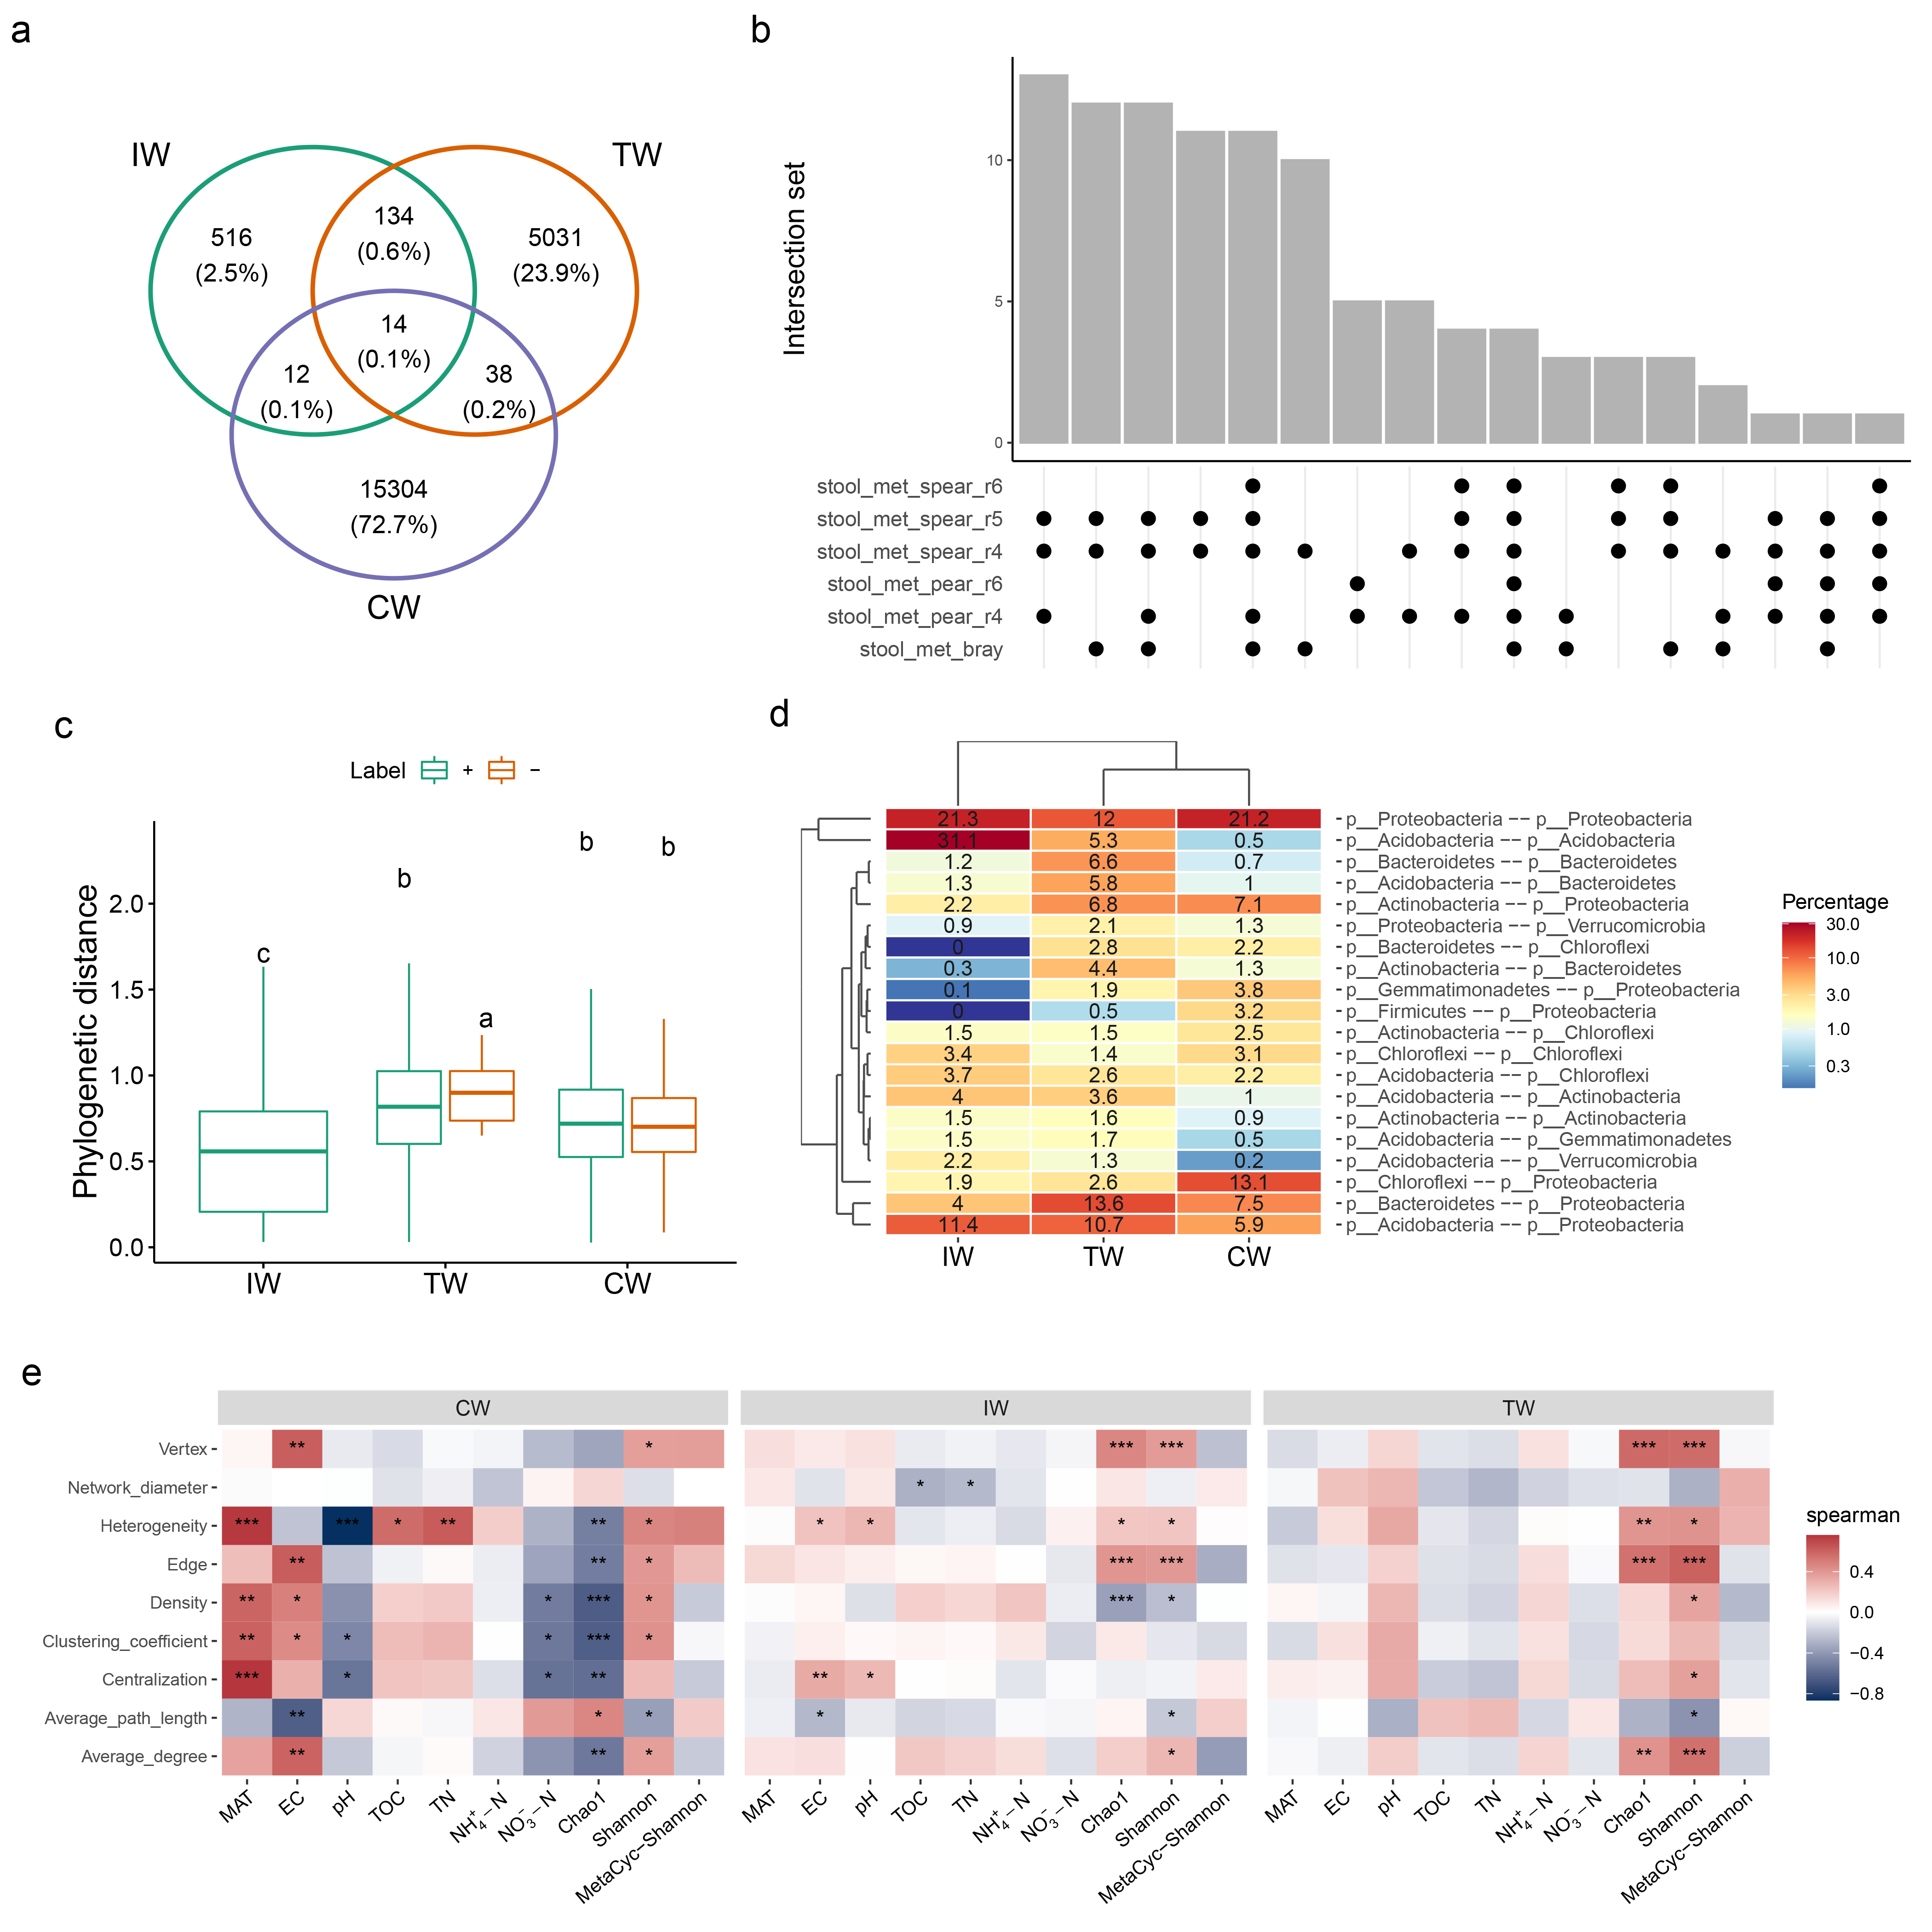 a
IW
TW
516
(2.5%)
134
(0.6%)
5031
(23.9%)
14
(0.1%)
12
(0.1%)
38
(0.2%)
15304
(72.7%)
CW
b
Intersection set
10
5
0
stool_met_spear_r6
stool_met_spear_r5
stool_met_spear_r4
stool_met_pear_r6
stool_met_pear_r4
stool_met_bray
c
Label + −
Phylogenetic distance
2.0
1.5
1.0
0.5
0.0
c
b
a
b
b
IW TW CW
d
21.3 12 21.2 p__Proteobacteria −− p__Proteobacteria
31.1 5.3 0.5 p__Acidobacteria −− p__Acidobacteria
1.2 6.6 0.7 p__Bacteroidetes −− p__Bacteroidetes
1.3 5.8 1 p__Acidobacteria −− p__Bacteroidetes
2.2 6.8 7.1 p__Actinobacteria −− p__Proteobacteria
0.9 2.1 1.3 p__Proteobacteria −− p__Verrucomicrobia
0 2.8 2.2 p__Bacteroidetes −− p__Chloroflexi
0.3 4.4 1.3 p__Actinobacteria −− p__Bacteroidetes
0.1 1.9 3.8 p__Gemmatimonadetes −− p__Proteobacteria
0 0.5 3.2 p__Firmicutes −− p__Proteobacteria
1.5 1.5 2.5 p__Actinobacteria −− p__Chloroflexi
3.4 1.4 3.1 p__Chloroflexi −− p__Chloroflexi
3.7 2.6 2.2 p__Acidobacteria −− p__Chloroflexi
4 3.6 1 p__Acidobacteria −− p__Actinobacteria
1.5 1.6 0.9 p__Actinobacteria −− p__Actinobacteria
1.5 1.7 0.5 p__Acidobacteria −− p__Gemmatimonadetes
2.2 1.3 0.2 p__Acidobacteria −− p__Verrucomicrobia
1.9 2.6 13.1 p__Chloroflexi −− p__Proteobacteria
4 13.6 7.5 p__Bacteroidetes −− p__Proteobacteria
11.4 10.7 5.9 p__Acidobacteria −− p__Proteobacteria
IW TW CW
Percentage
30.0
10.0
3.0
1.0
0.3
e
CW IW TW
Vertex ** * *** *** *** ***
Network_diameter * *
Heterogeneity *** *** * ** ** * * * * * ** *
Edge ** ** * *** *** *** ***
Density ** * * *** * *** * *
Clustering_coefficient ** * * * *** *
Centralization *** * * ** ** * *
Average_path_length ** * * * * *
Average_degree ** ** * * ** ***
MAT EC pH TOC TN NH₄⁺−N NO₃⁻−N Chao1 Shannon MetaCyc−Shannon
MAT EC pH TOC TN NH₄⁺−N NO₃⁻−N Chao1 Shannon MetaCyc−Shannon
MAT EC pH TOC TN NH₄⁺−N NO₃⁻−N Chao1 Shannon MetaCyc−Shannon
spearman
0.4
0.0
−0.4
−0.8